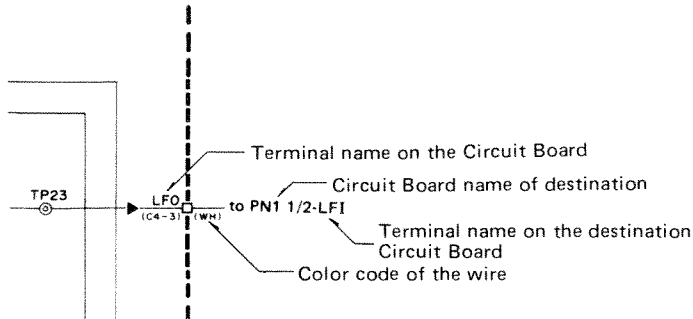 Terminal name on the Circuit Board
Circuit Board name of destination
TP23
LFO
to PN1 1/2-LFI
(C4-3)
(WH)
Terminal name on the destination
Circuit Board
Color code of the wire